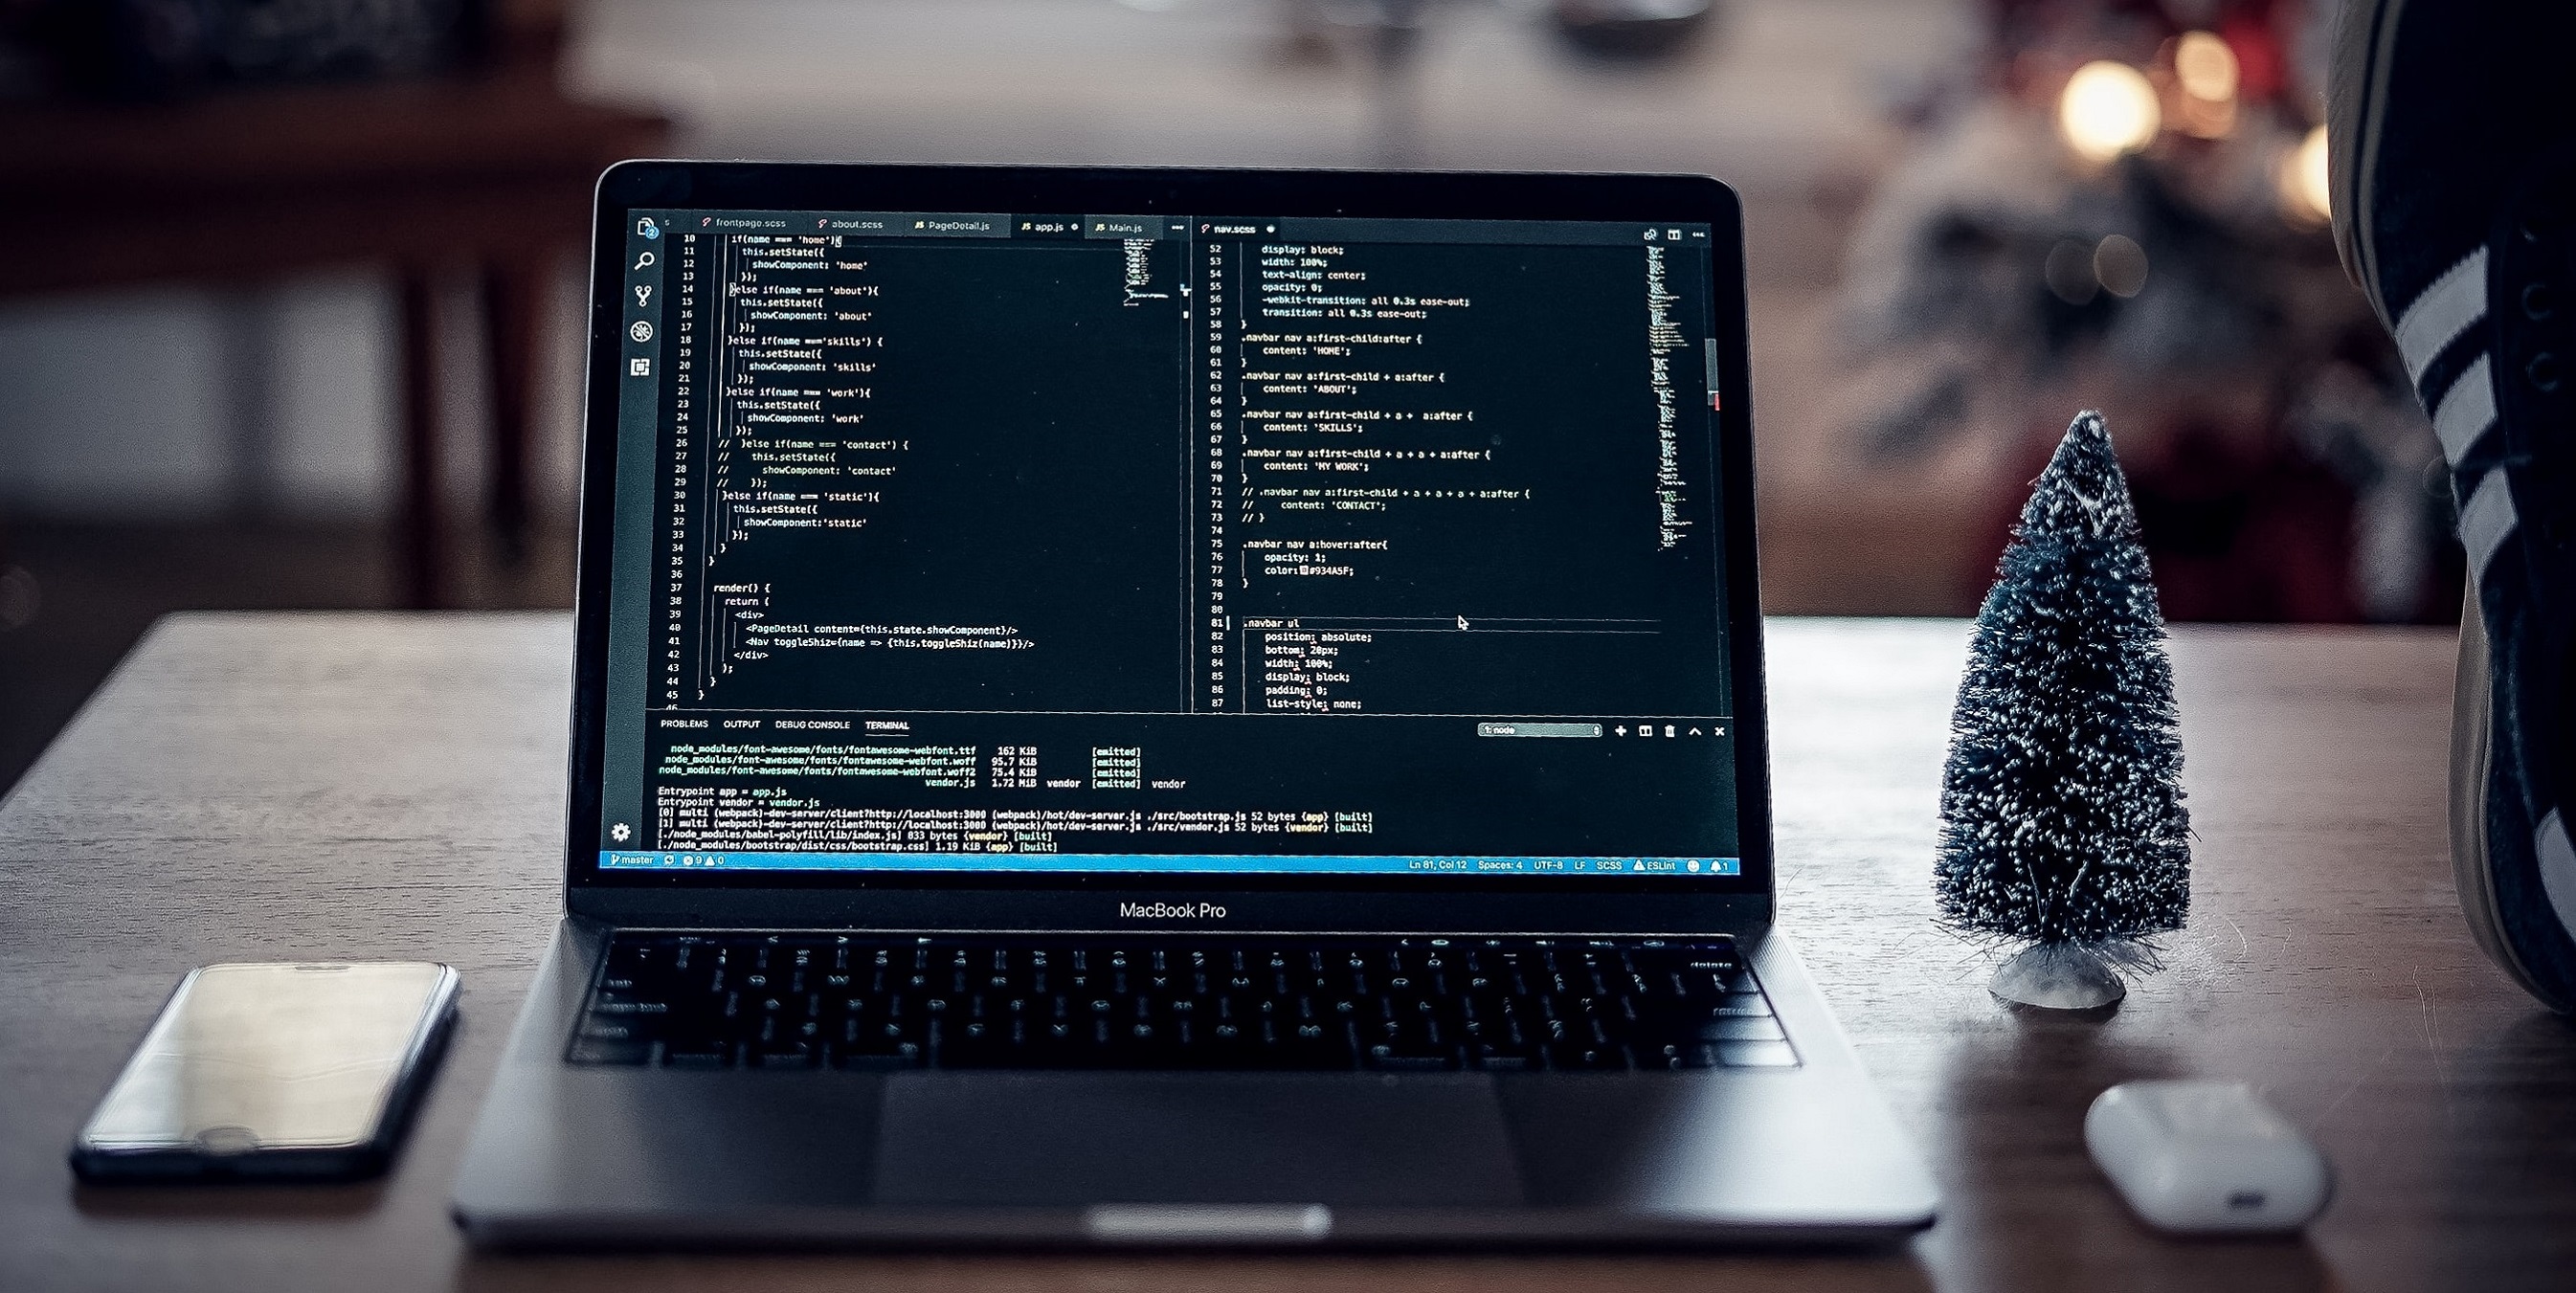 frontpage.scss about.scss PageDetail.js app.js Main.js
10 if(name === 'home'){
11 this.setState({
12 showComponent: 'home'
13 });
14 }else if(name === 'about'){
15 this.setState({
16 showComponent: 'about'
17 });
18 }else if(name ==='skills') {
19 this.setState({
20 showComponent: 'skills'
21 });
22 }else if(name === 'work'){
23 this.setState({
24 showComponent: 'work'
25 });
26 // }else if(name === 'contact') {
27 // this.setState({
28 // showComponent: 'contact'
29 // });
30 }else if(name === 'static'){
31 this.setState({
32 showComponent:'static'
33 });
34 }
35 }
36
37 render() {
38 return (
39 <div>
40 <PageDetail content={this.state.showComponent}/>
41 <Nav toggleShiz={name => {this.toggleShiz(name)}}/>
42 </div>
43 );
44 }
45 }
46
nav.scss
52 display: block;
53 width: 100%;
54 text-align: center;
55 opacity: 0;
56 -webkit-transition: all 0.3s ease-out;
57 transition: all 0.3s ease-out;
58 }
59 .navbar nav a:first-child:after {
60 content: 'HOME';
61 }
62 .navbar nav a:first-child + a:after {
63 content: 'ABOUT';
64 }
65 .navbar nav a:first-child + a + a:after {
66 content: 'SKILLS';
67 }
68 .navbar nav a:first-child + a + a + a:after {
69 content: 'MY WORK';
70 }
71 // .navbar nav a:first-child + a + a + a + a:after {
72 // content: 'CONTACT';
73 // }
74
75 .navbar nav a:hover:after{
76 opacity: 1;
77 color: #934A5F;
78 }
79
80
81 .navbar ul
82 position: absolute;
83 bottom: 20px;
84 width: 100%;
85 display: block;
86 padding: 0;
87 list-style: none;
PROBLEMS OUTPUT DEBUG CONSOLE TERMINAL 1: node
node_modules/font-awesome/fonts/fontawesome-webfont.ttf 162 KiB [emitted]
node_modules/font-awesome/fonts/fontawesome-webfont.woff 95.7 KiB [emitted]
node_modules/font-awesome/fonts/fontawesome-webfont.woff2 75.4 KiB [emitted]
vendor.js 1.72 MiB vendor [emitted] vendor
Entrypoint app = app.js
Entrypoint vendor = vendor.js
[0] multi (webpack)-dev-server/client?http://localhost:3000 (webpack)/hot/dev-server.js ./src/bootstrap.js 52 bytes {app} [built]
[1] multi (webpack)-dev-server/client?http://localhost:3000 (webpack)/hot/dev-server.js ./src/vendor.js 52 bytes {vendor} [built]
[./node_modules/babel-polyfill/lib/index.js] 833 bytes {vendor} [built]
[./node_modules/bootstrap/dist/css/bootstrap.css] 1.19 KiB {app} [built]
master 9 0 Ln 81, Col 12 Spaces: 4 UTF-8 LF SCSS ESLint 1
MacBook Pro
delete